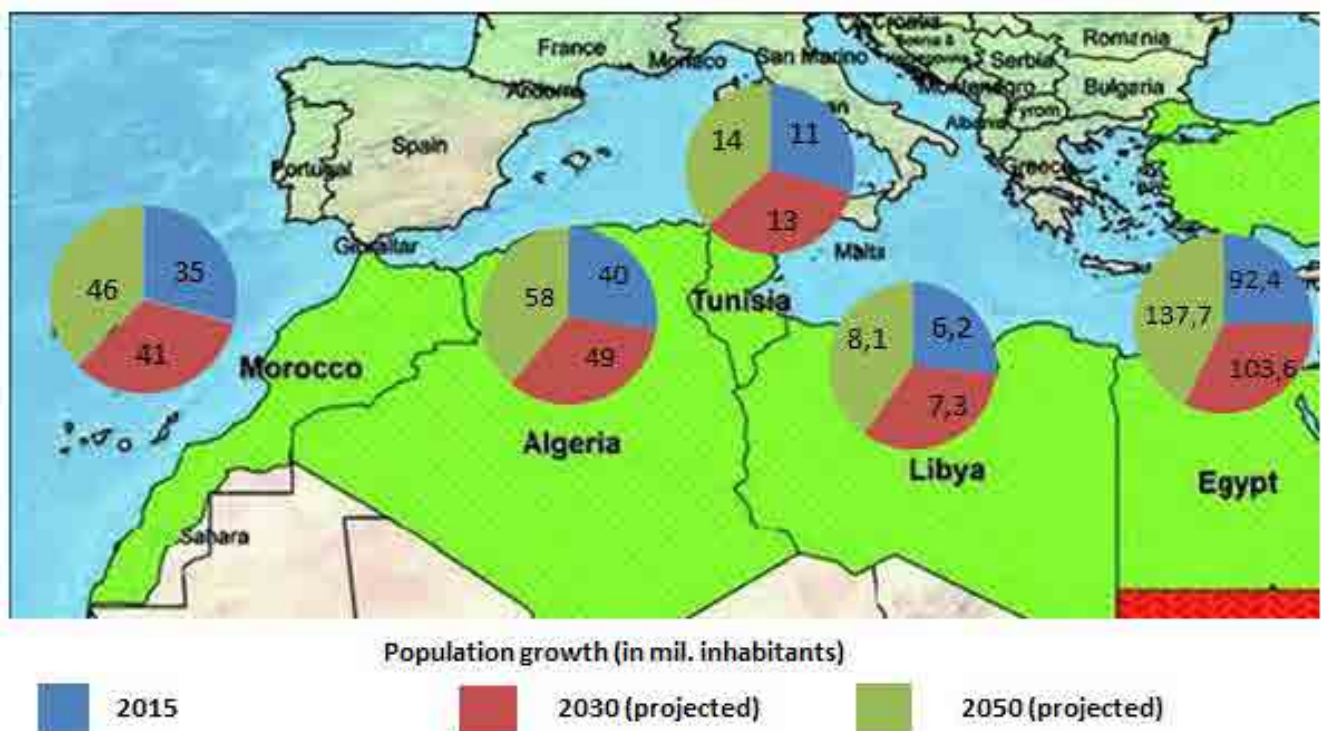 France
Monaco
San Marino
Croatia
Bosnia &
Serbia
Romania
Andorra
Montenegro
Bulgaria
Fyrom
Albania
Spain
Portugal
Greece
14
11
13
Gibraltar
Malta
46
35
41
58
40
49
Tunisia
8,1
6,2
7,3
92,4
137,7
103,6
Morocco
Algeria
Libya
Egypt
Sahara
Population growth (in mil. inhabitants)
2015
2030 (projected)
2050 (projected)